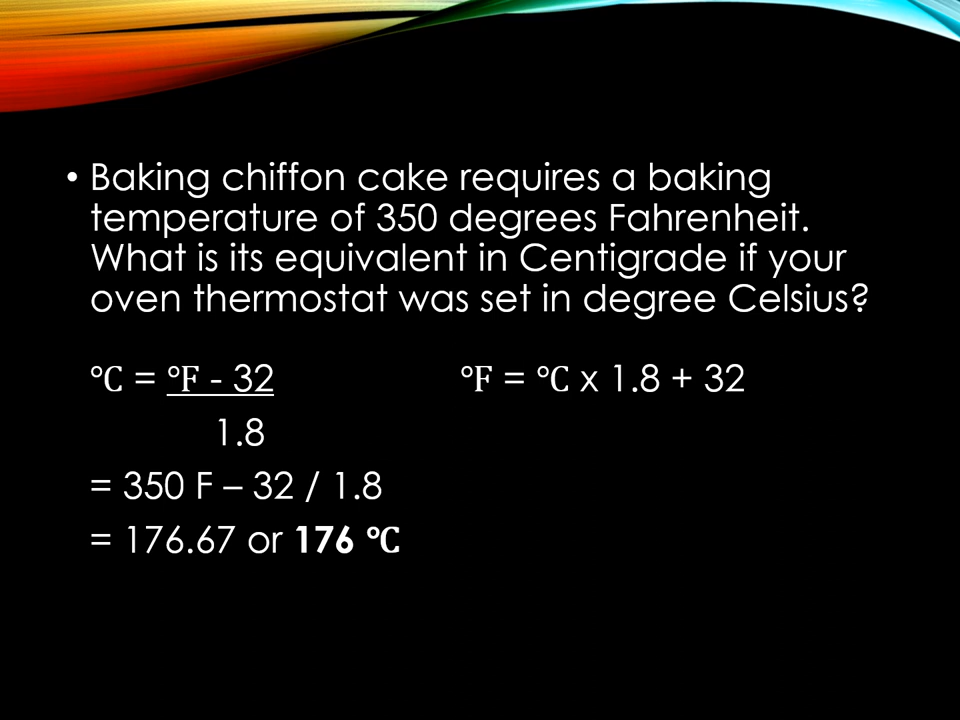 • Baking chiffon cake requires a baking
temperature of 350 degrees Fahrenheit.
What is its equivalent in Centigrade if your
oven thermostat was set in degree Celsius?
℃ = ℉ - 32 ℉ = ℃ x 1.8 + 32
1.8
= 350 F – 32 / 1.8
= 176.67 or 176 ℃